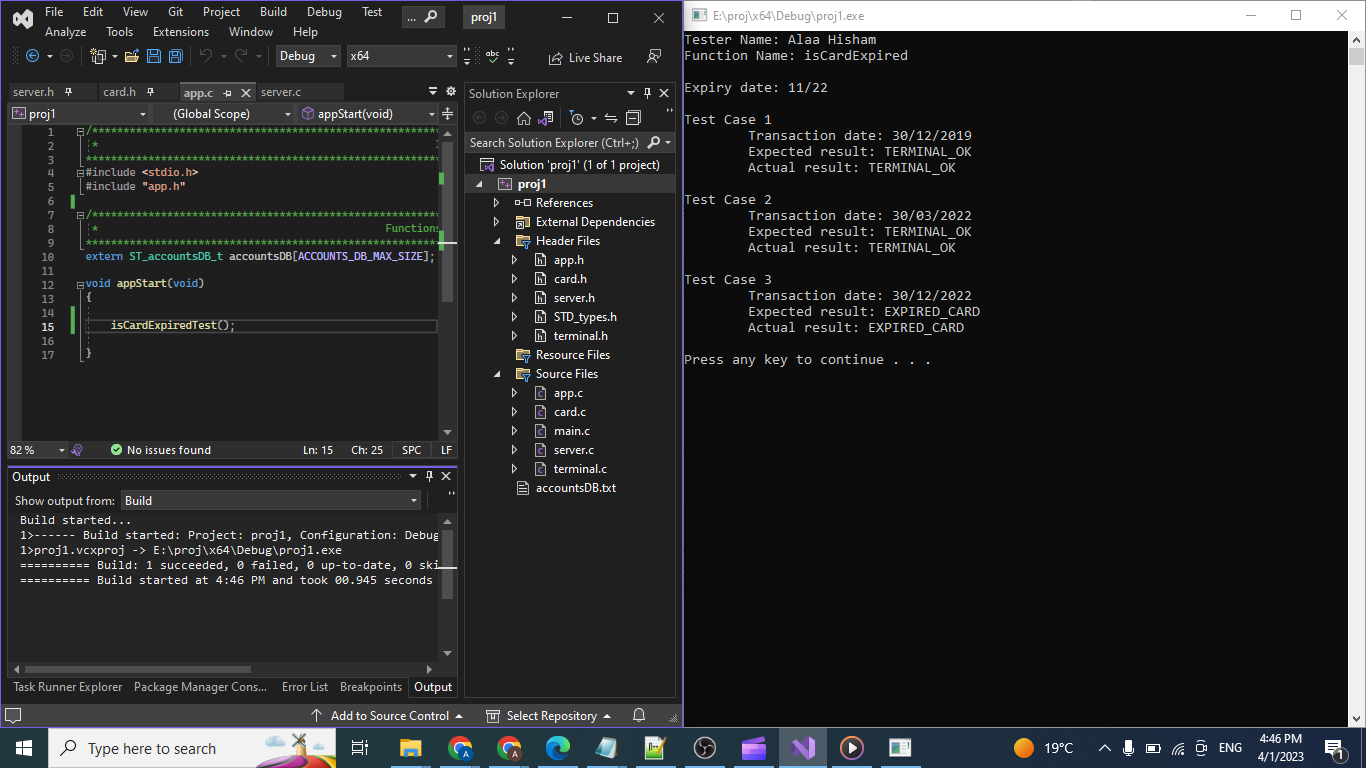 File Edit View Git Project Build Debug Test ... proj1
Analyze Tools Extensions Window Help
Debug x64 abc Live Share
server.h card.h app.c server.c
proj1 (Global Scope) appStart(void)
1 /****************************************************
2 *
3 ****************************************************
4 #include <stdio.h>
5 #include "app.h"
6
7 /****************************************************
8 * Functions
9 ****************************************************
10 extern ST_accountsDB_t accountsDB[ACCOUNTS_DB_MAX_SIZE];
11
12 void appStart(void)
13 {
14
15 isCardExpiredTest();
16
17 }
82 % No issues found Ln: 15 Ch: 25 SPC LF
Output
Show output from: Build
Build started...
1>------ Build started: Project: proj1, Configuration: Debug
1>proj1.vcxproj -> E:\proj\x64\Debug\proj1.exe
========== Build: 1 succeeded, 0 failed, 0 up-to-date, 0 ski
========== Build started at 4:46 PM and took 00.945 seconds
Task Runner Explorer Package Manager Cons... Error List Breakpoints Output
Solution Explorer
Search Solution Explorer (Ctrl+;)
Solution 'proj1' (1 of 1 project)
proj1
References
External Dependencies
Header Files
app.h
card.h
server.h
STD_types.h
terminal.h
Resource Files
Source Files
app.c
card.c
main.c
server.c
terminal.c
accountsDB.txt
Add to Source Control Select Repository
E:\proj\x64\Debug\proj1.exe
Tester Name: Alaa Hisham
Function Name: isCardExpired
Expiry date: 11/22
Test Case 1
Transaction date: 30/12/2019
Expected result: TERMINAL_OK
Actual result: TERMINAL_OK
Test Case 2
Transaction date: 30/03/2022
Expected result: TERMINAL_OK
Actual result: TERMINAL_OK
Test Case 3
Transaction date: 30/12/2022
Expected result: EXPIRED_CARD
Actual result: EXPIRED_CARD
Press any key to continue . . .
Type here to search 19°C ENG 4:46 PM
4/1/2023 1